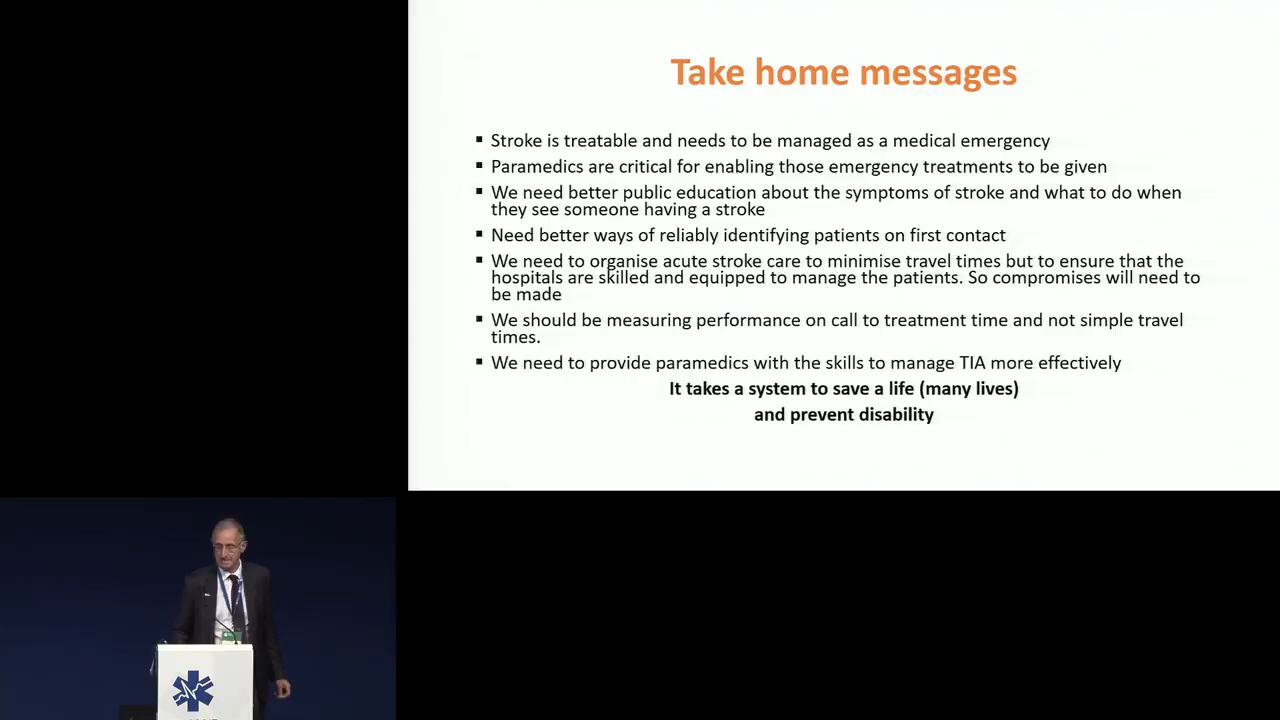 Take home messages
▪ Stroke is treatable and needs to be managed as a medical emergency
▪ Paramedics are critical for enabling those emergency treatments to be given
▪ We need better public education about the symptoms of stroke and what to do when
they see someone having a stroke
▪ Need better ways of reliably identifying patients on first contact
▪ We need to organise acute stroke care to minimise travel times but to ensure that the
hospitals are skilled and equipped to manage the patients. So compromises will need to
be made
▪ We should be measuring performance on call to treatment time and not simple travel
times.
▪ We need to provide paramedics with the skills to manage TIA more effectively
It takes a system to save a life (many lives)
and prevent disability